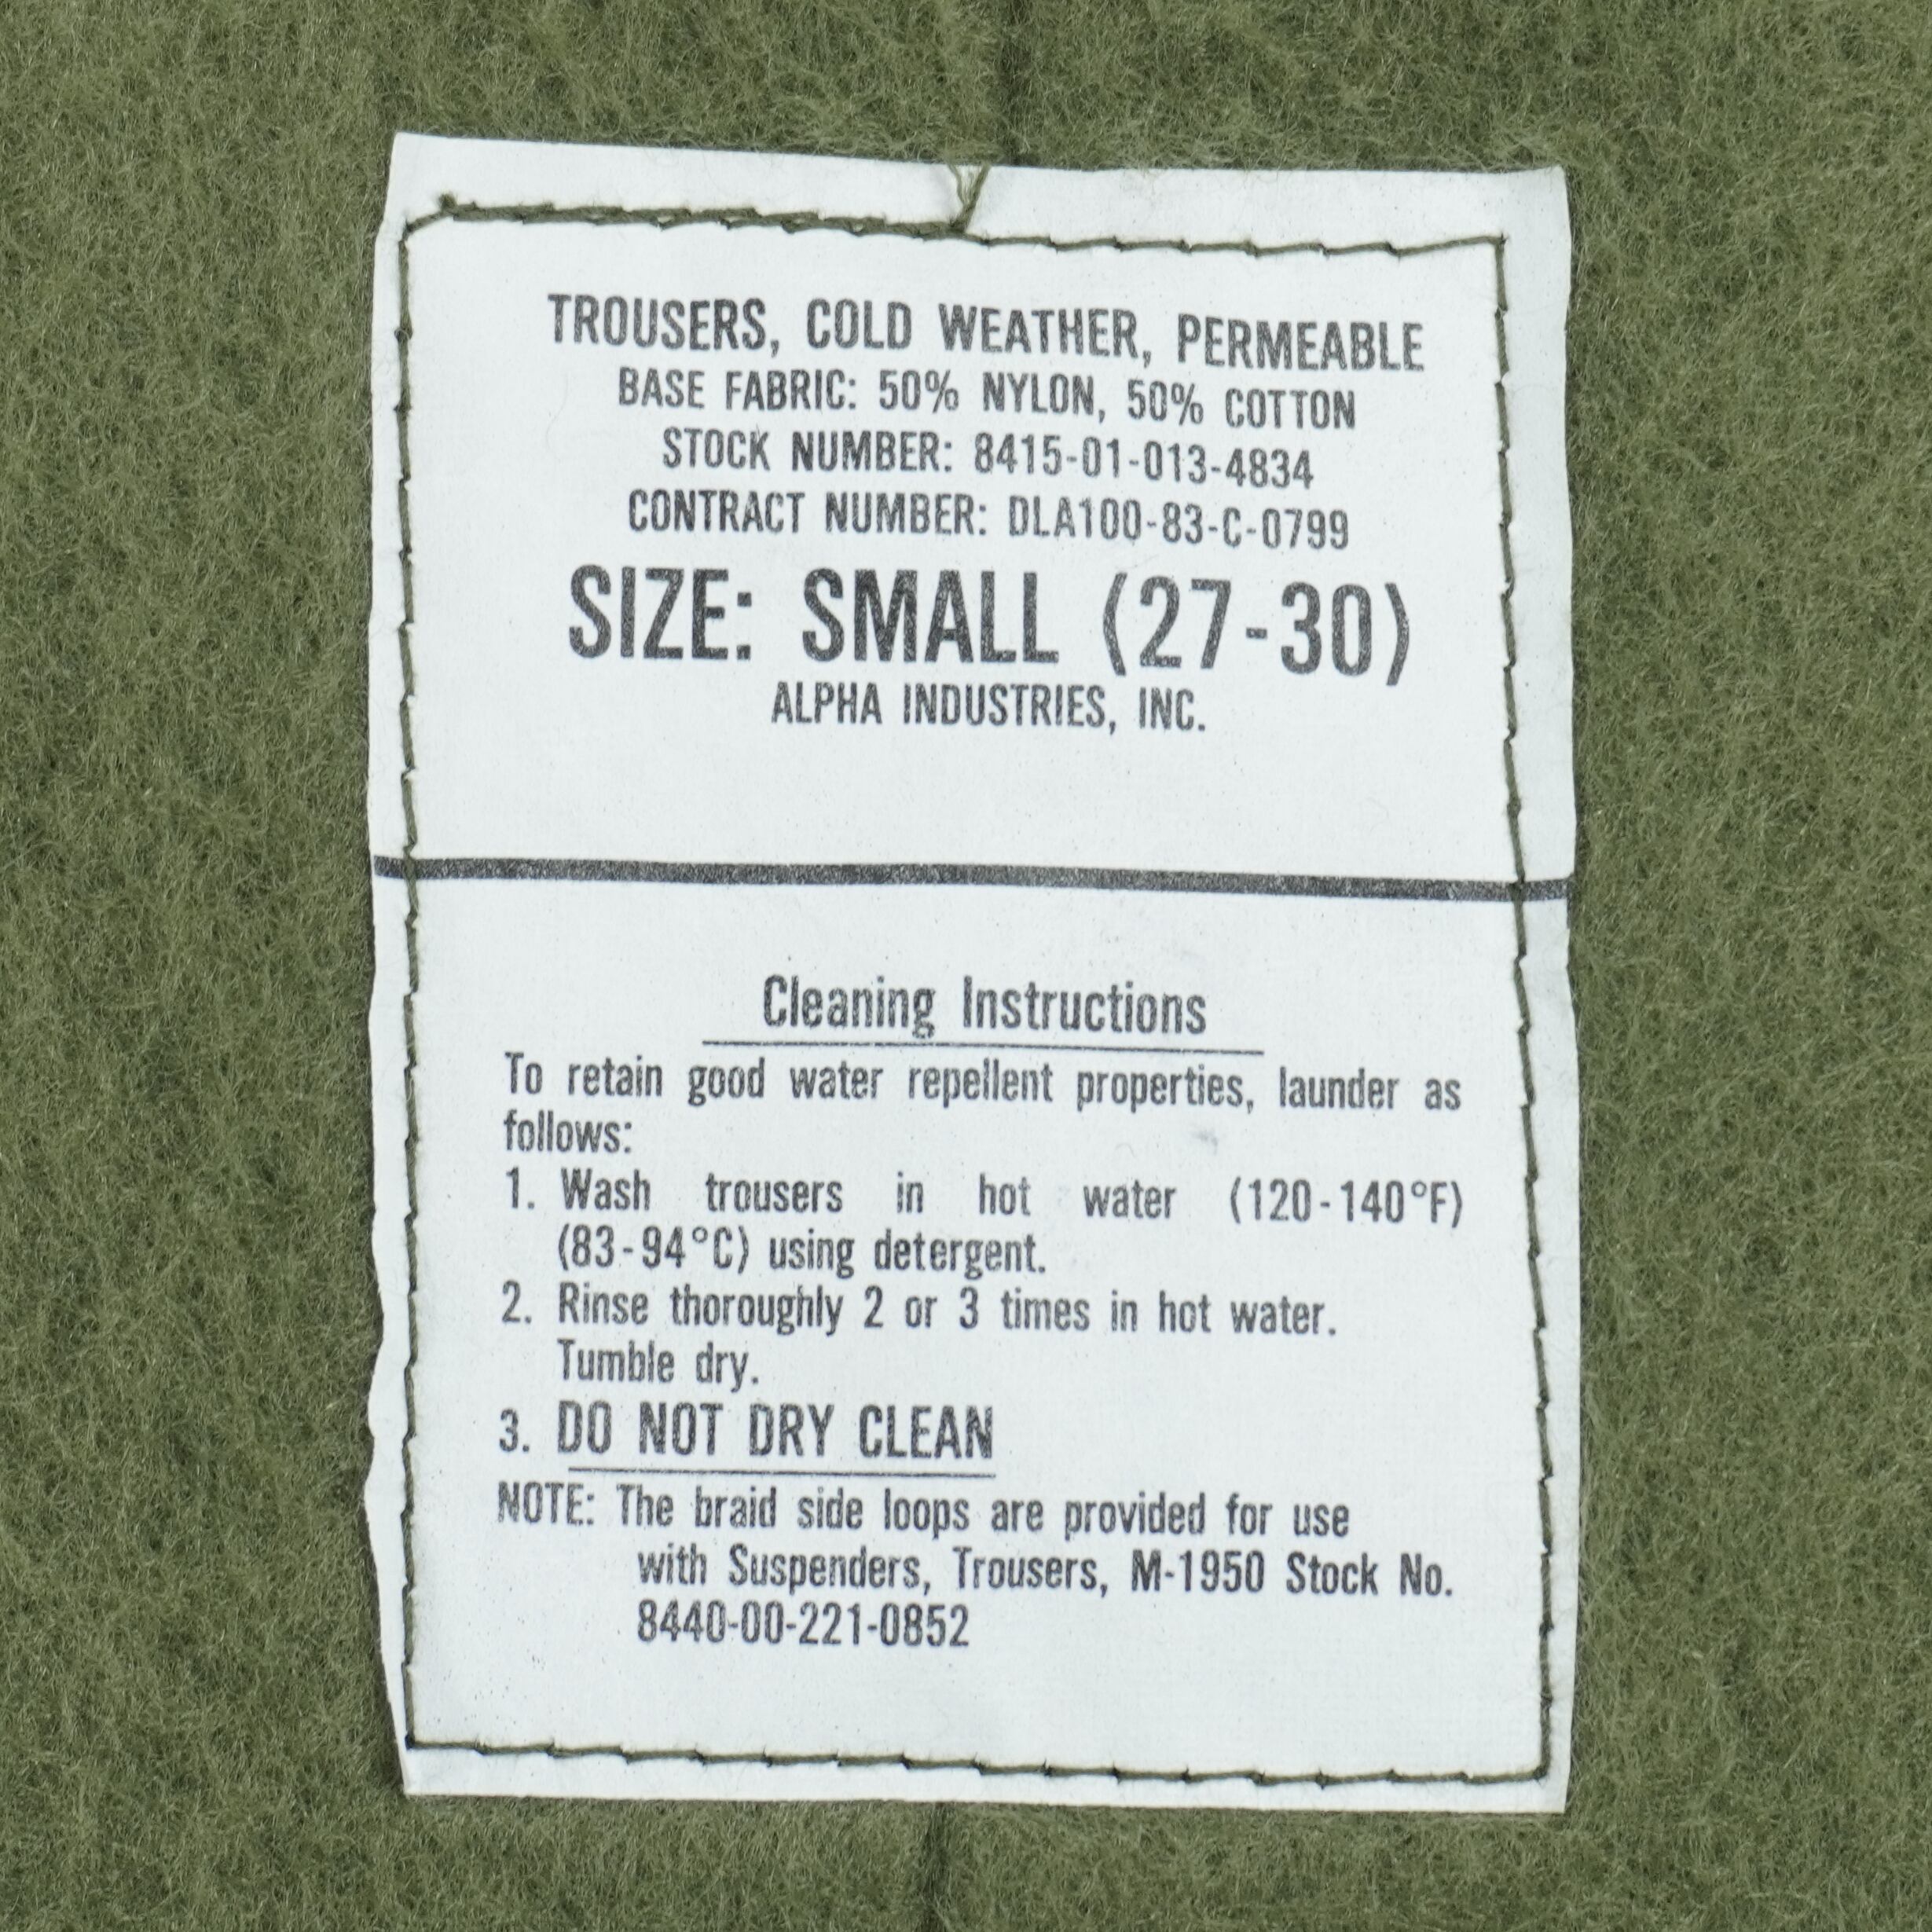 TROUSERS, COLD WEATHER, PERMEABLE
BASE FABRIC: 50% NYLON, 50% COTTON
STOCK NUMBER: 8415-01-013-4834
CONTRACT NUMBER: DLA100-83-C-0799
SIZE: SMALL (27-30)
ALPHA INDUSTRIES, INC.
Cleaning Instructions
To retain good water repellent properties, launder as
follows:
1. Wash trousers in hot water (120-140°F)
(83-94°C) using detergent.
2. Rinse thoroughly 2 or 3 times in hot water.
Tumble dry.
3. DO NOT DRY CLEAN
NOTE: The braid side loops are provided for use
with Suspenders, Trousers, M-1950 Stock No.
8440-00-221-0852